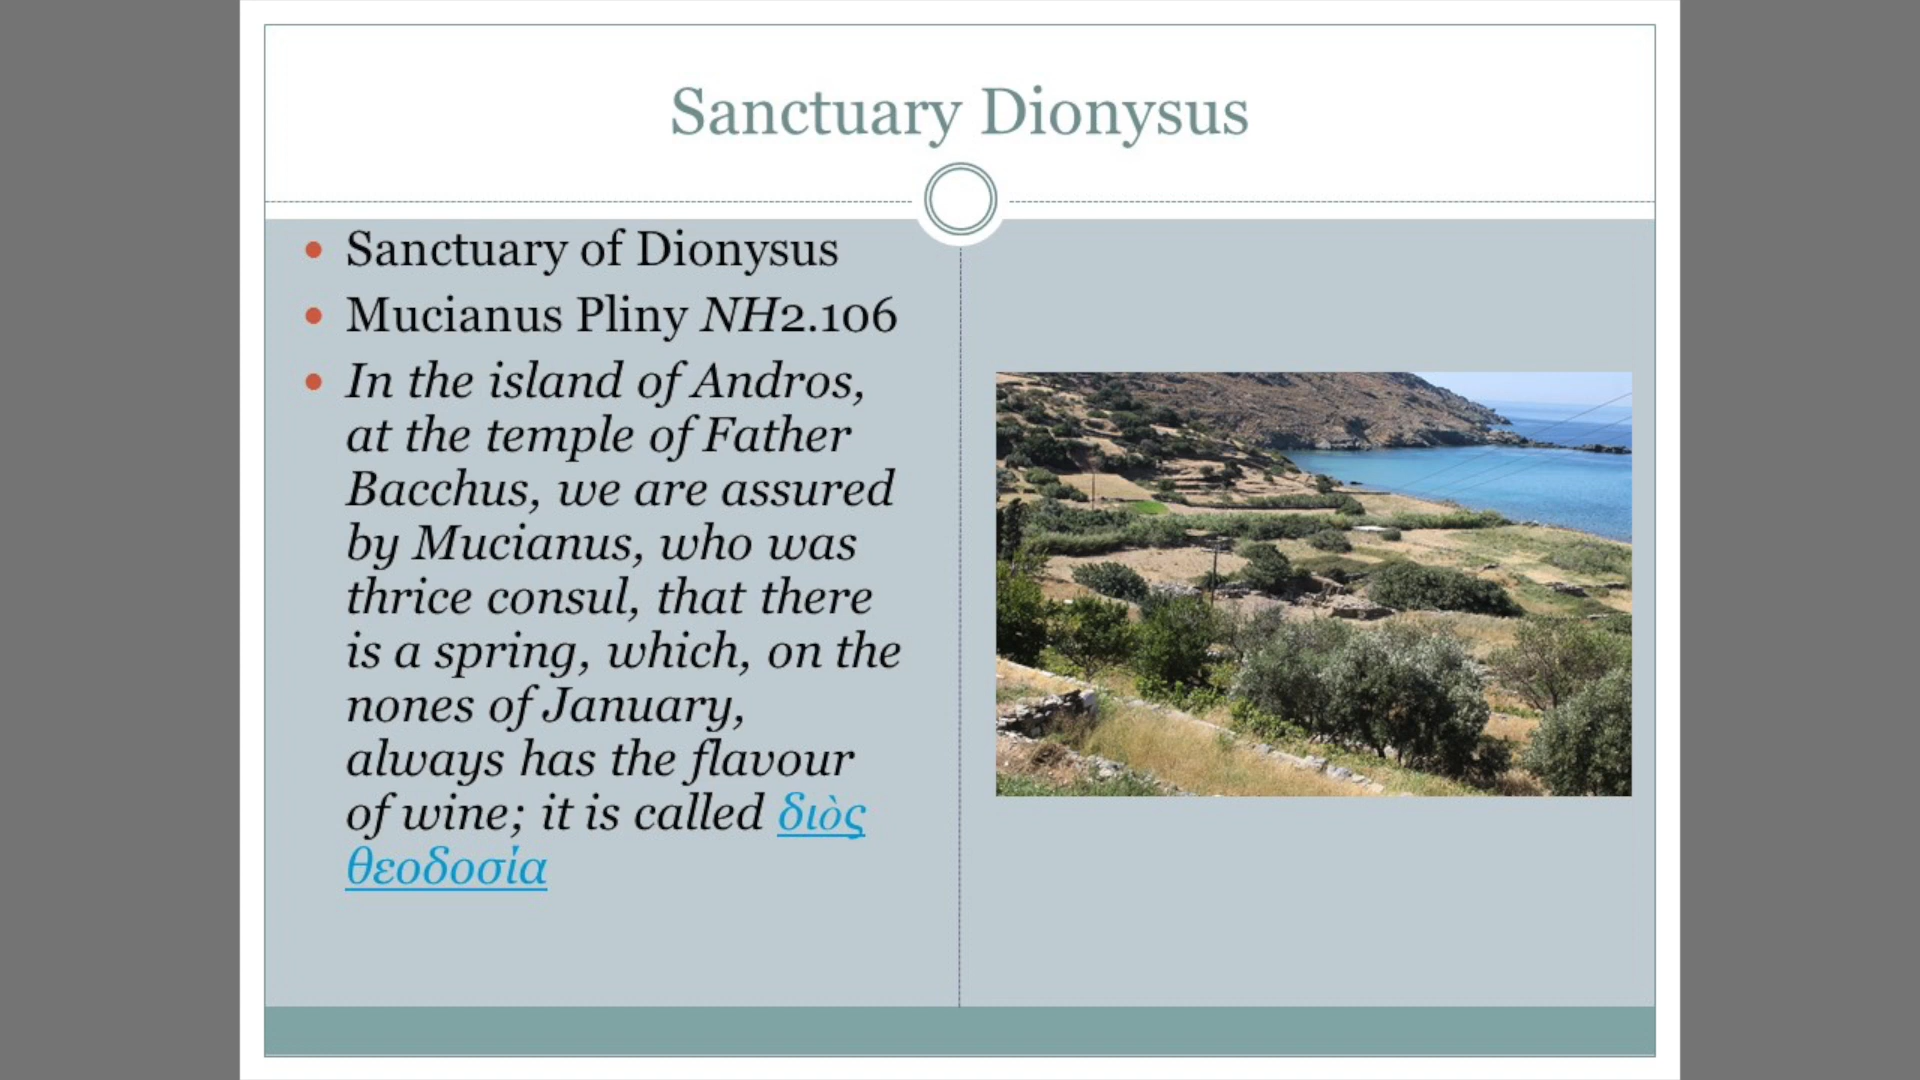 Sanctuary Dionysus
Sanctuary of Dionysus
Mucianus Pliny NH2.106
In the island of Andros,
at the temple of Father
Bacchus, we are assured
by Mucianus, who was
thrice consul, that there
is a spring, which, on the
nones of January,
always has the flavour
of wine; it is called διὸς
θεοδοσία